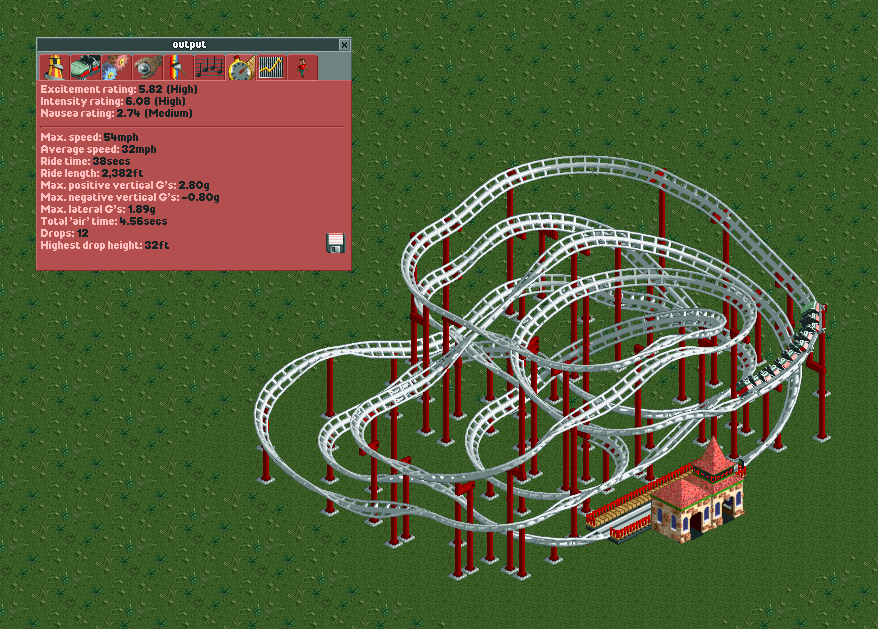 output
Excitement rating: 5.82 (High)
Intensity rating: 6.08 (High)
Nausea rating: 2.74 (Medium)
Max. speed: 54mph
Average speed: 32mph
Ride time: 38secs
Ride length: 2,382ft
Max. positive vertical G's: 2.80g
Max. negative vertical G's: -0.80g
Max. lateral G's: 1.89g
Total 'air' time: 4.56secs
Drops: 12
Highest drop height: 32ft